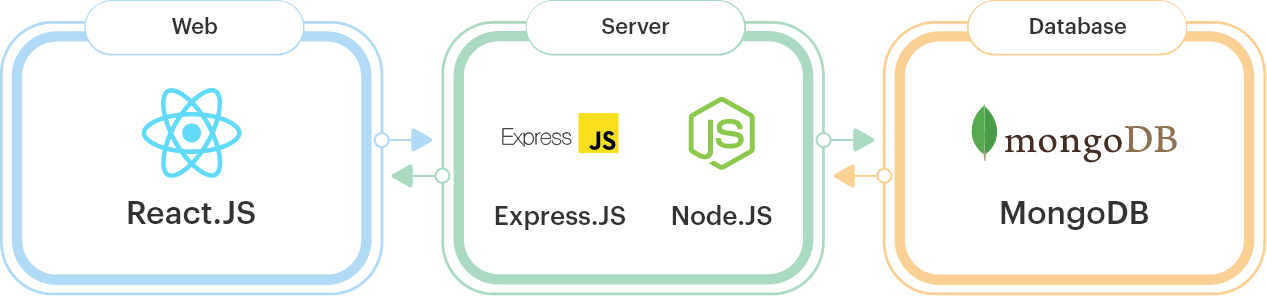 Web
Server
Database
Express JS
JS
mongoDB
React.JS
Express.JS
Node.JS
MongoDB